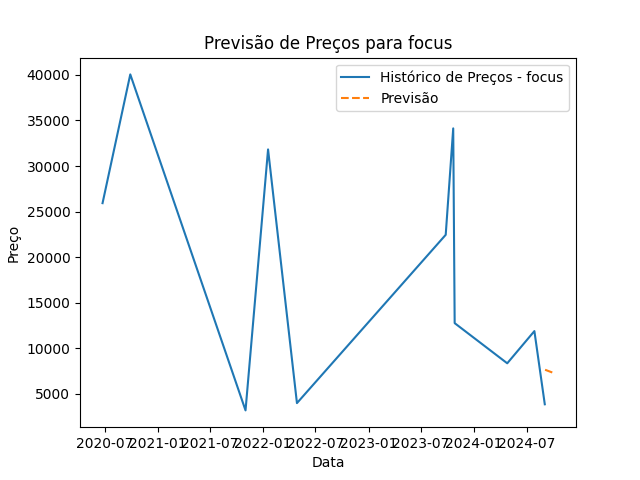 Previsão de Preços para focus
Histórico de Preços - focus
Previsão
40000
35000
30000
25000
20000
15000
10000
5000
Preço
2020-07 2021-01 2021-07 2022-01 2022-07 2023-01 2023-07 2024-01 2024-07
Data